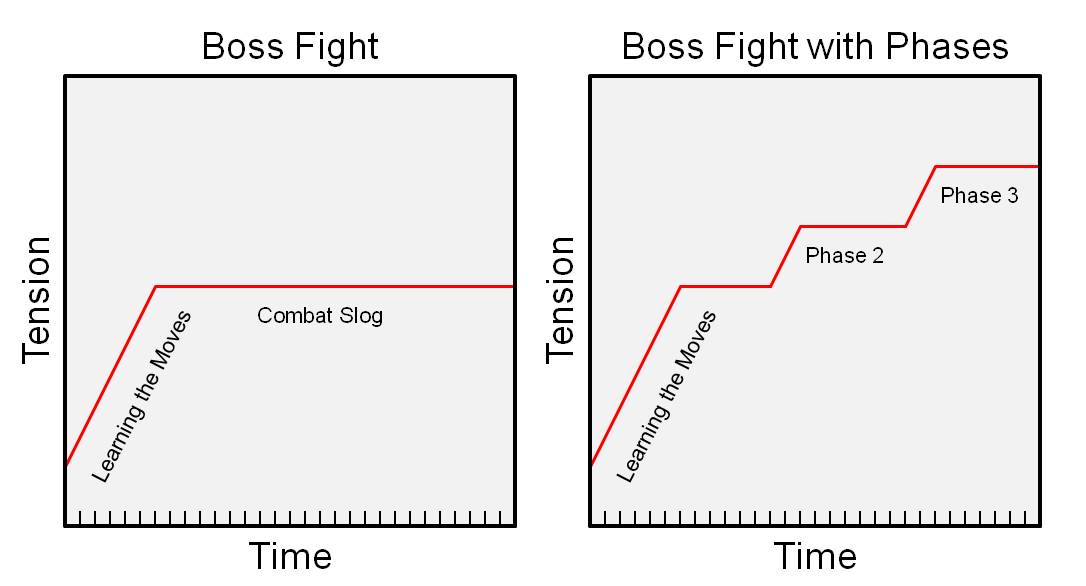 Boss Fight
Tension
Learning the Moves
Combat Slog
Time
Boss Fight with Phases
Tension
Learning the Moves
Phase 2
Phase 3
Time